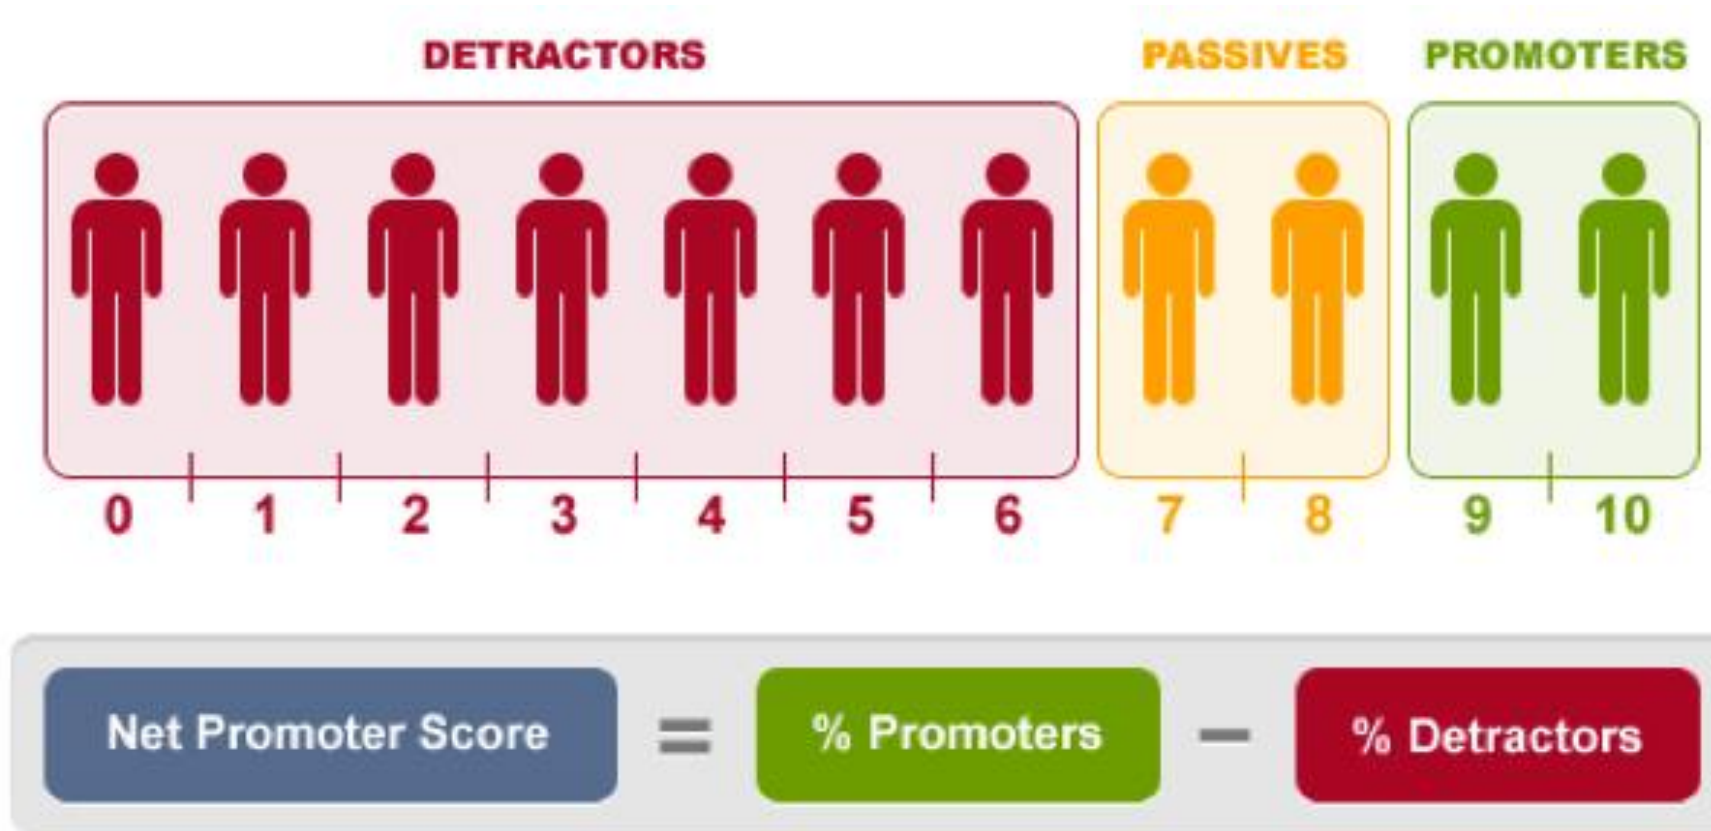 DETRACTORS PASSIVES PROMOTERS
0 1 2 3 4 5 6 7 8 9 10
Net Promoter Score = % Promoters − % Detractors